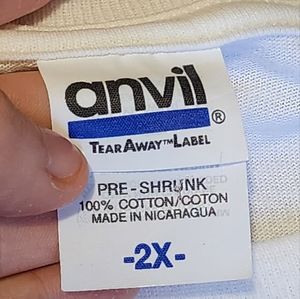 anvil®
TEARAWAY™LABEL
PRE-SHRUNK
100% COTTON/COTON
MADE IN NICARAGUA
-2X-